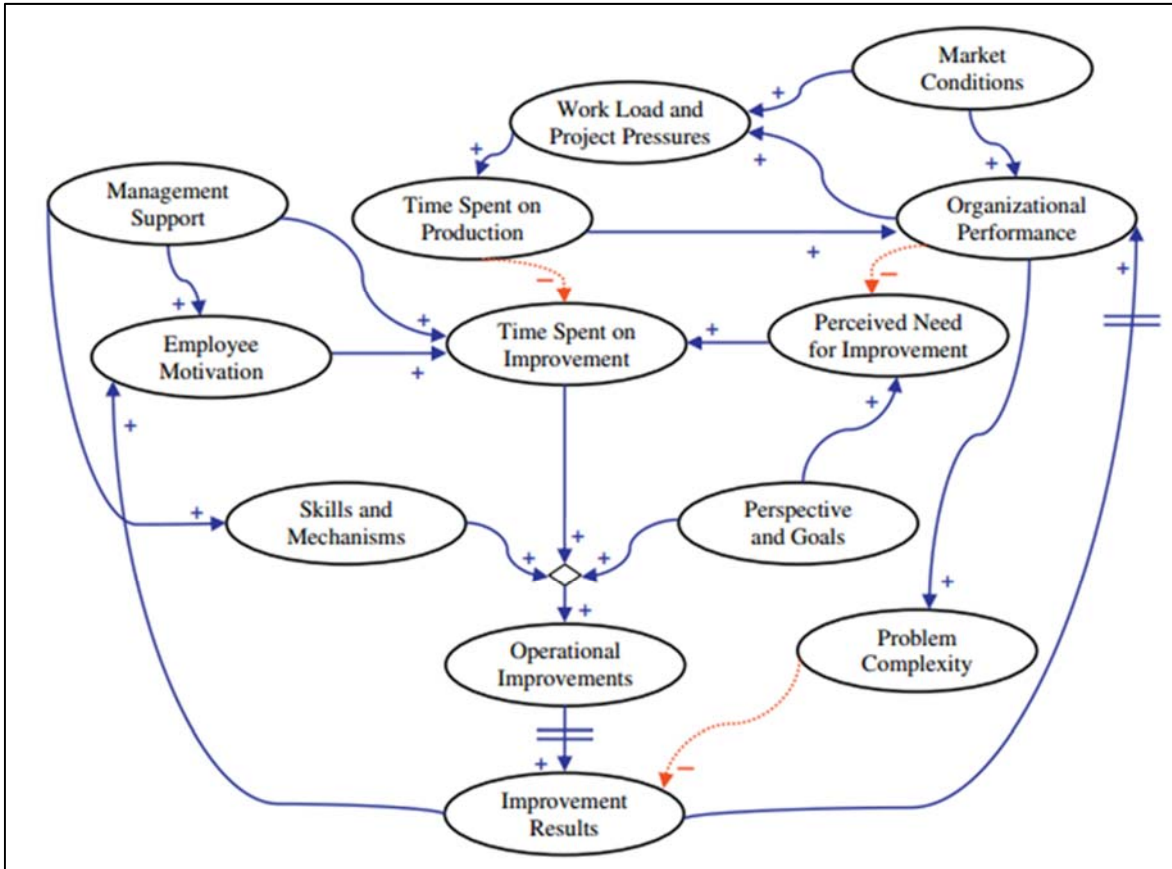 Market
Conditions
+
Work Load and
Project Pressures
+
+
+
Management
Support
Time Spent on
Production
Organizational
Performance
+
+
−
−
+
+
+
Employee
Motivation
Time Spent on
Improvement
+
Perceived Need
for Improvement
+
+
+
Skills and
Mechanisms
+
Perspective
and Goals
+
+
+
+
+
Operational
Improvements
Problem
Complexity
+
−
Improvement
Results